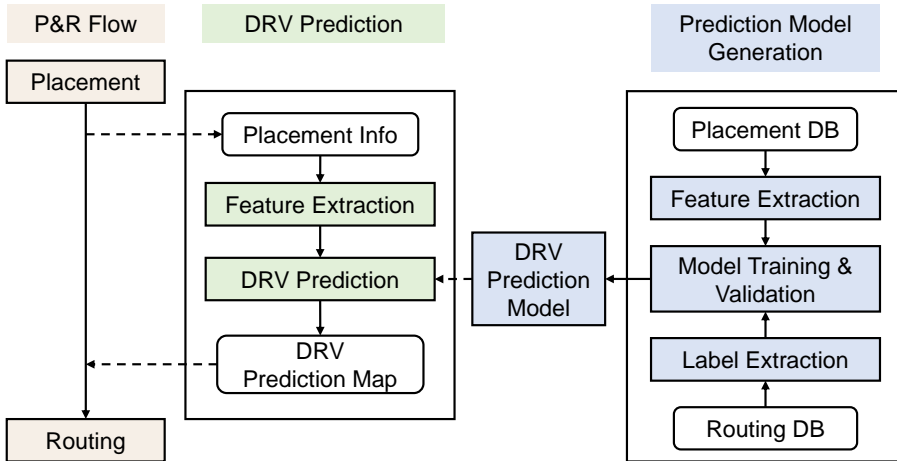 P&R Flow
DRV Prediction
Prediction Model
Generation
Placement
Placement Info
Feature Extraction
DRV Prediction
DRV
Prediction Map
Routing
DRV
Prediction
Model
Placement DB
Feature Extraction
Model Training &
Validation
Label Extraction
Routing DB